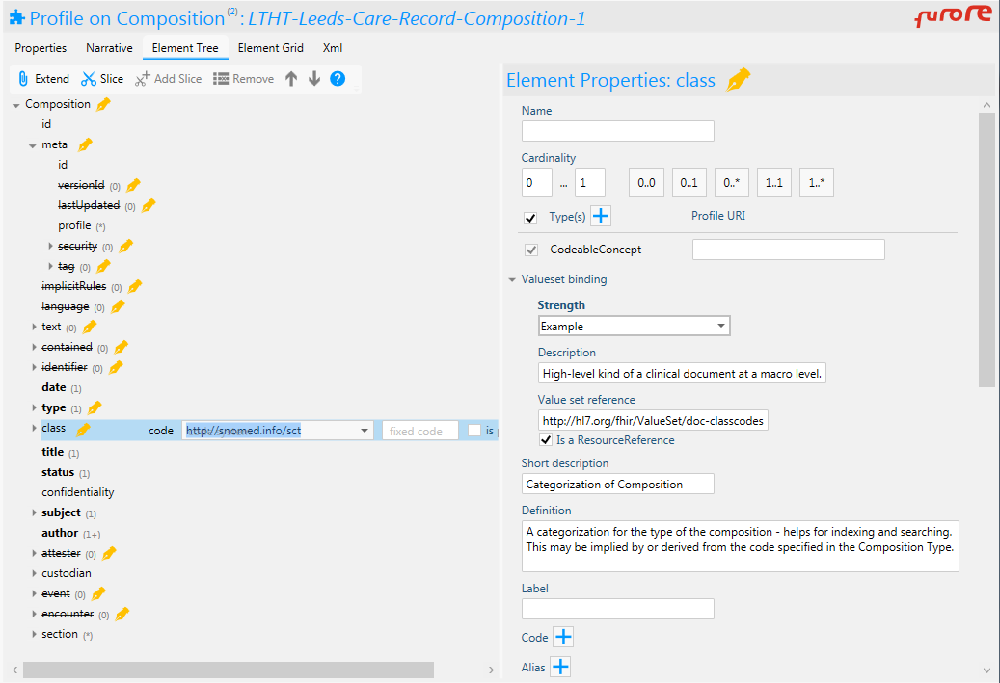 Profile on Composition (2) : LTHT-Leeds-Care-Record-Composition-1
furore
Properties Narrative Element Tree Element Grid Xml
Extend Slice Add Slice Remove ?
Composition
id
meta
id
versionId (0)
lastUpdated (0)
profile (*)
security (0)
tag (0)
implicitRules (0)
language (0)
text (0)
contained (0)
identifier (0)
date (1)
type (1)
class code http://snomed.info/sct fixed code is
title (1)
status (1)
confidentiality
subject (1)
author (1+)
attester (0)
custodian
event (0)
encounter (0)
section (*)
Element Properties: class
Name
Cardinality
0 ... 1 0..0 0..1 0..* 1..1 1..*
Type(s) Profile URI
CodeableConcept
Valueset binding
Strength
Example
Description
High-level kind of a clinical document at a macro level.
Value set reference
http://hl7.org/fhir/ValueSet/doc-classcodes
Is a ResourceReference
Short description
Categorization of Composition
Definition
A categorization for the type of the composition - helps for indexing and searching.
This may be implied by or derived from the code specified in the Composition Type.
Label
Code
Alias